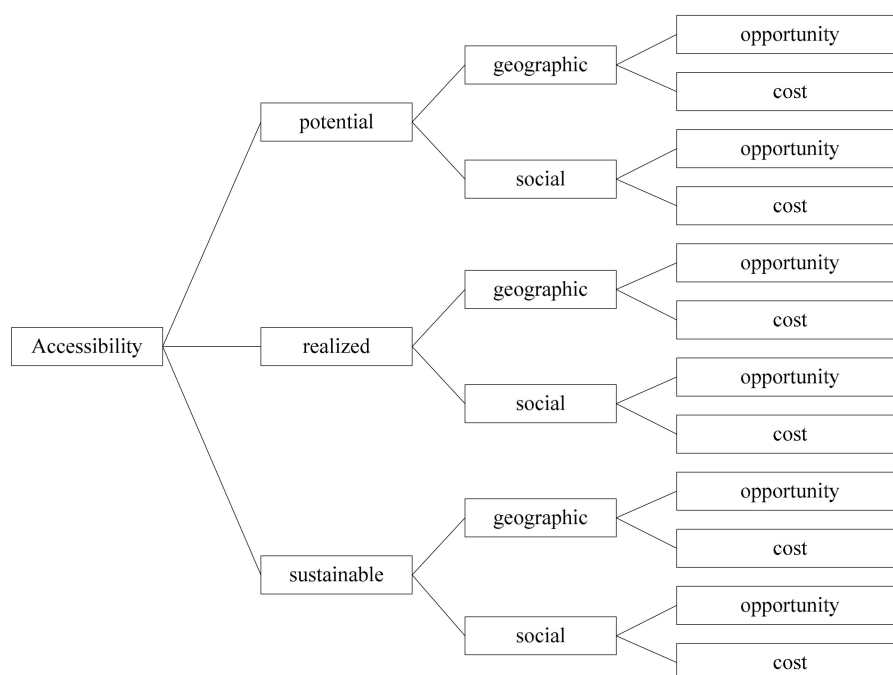 Accessibility
potential
geographic
opportunity
cost
social
opportunity
cost
realized
geographic
opportunity
cost
social
opportunity
cost
sustainable
geographic
opportunity
cost
social
opportunity
cost